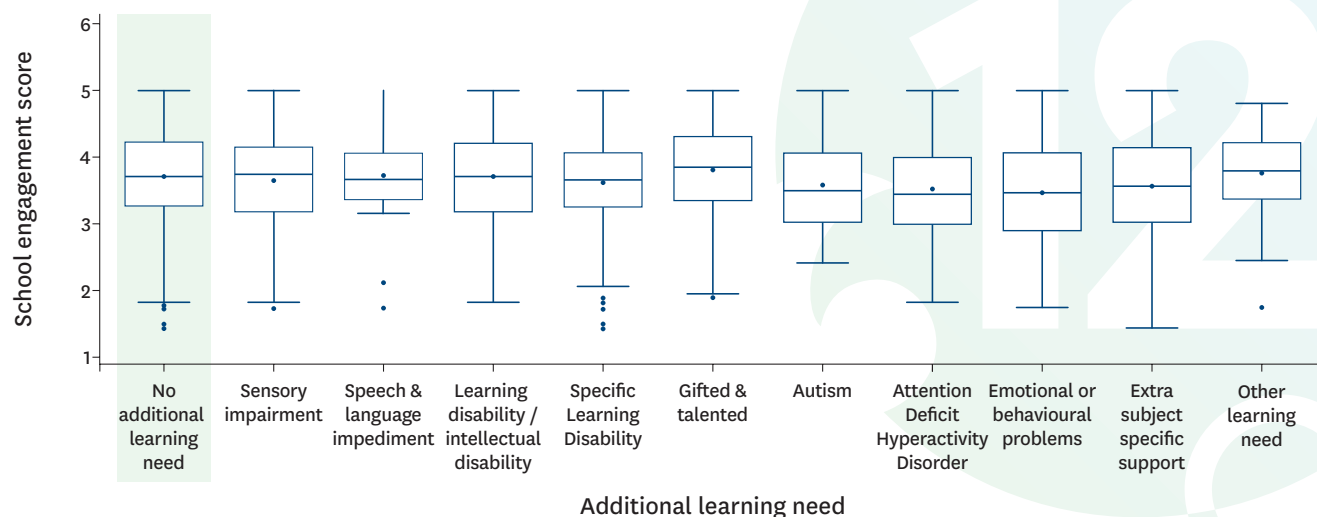 School engagement score
6
5
4
3
2
1
No
additional
learning
need
Sensory
impairment
Speech &
language
impediment
Learning
disability /
intellectual
disability
Specific
Learning
Disability
Gifted &
talented
Autism
Attention
Deficit
Hyperactivity
Disorder
Emotional or
behavioural
problems
Extra
subject
specific
support
Other
learning
need
Additional learning need
12